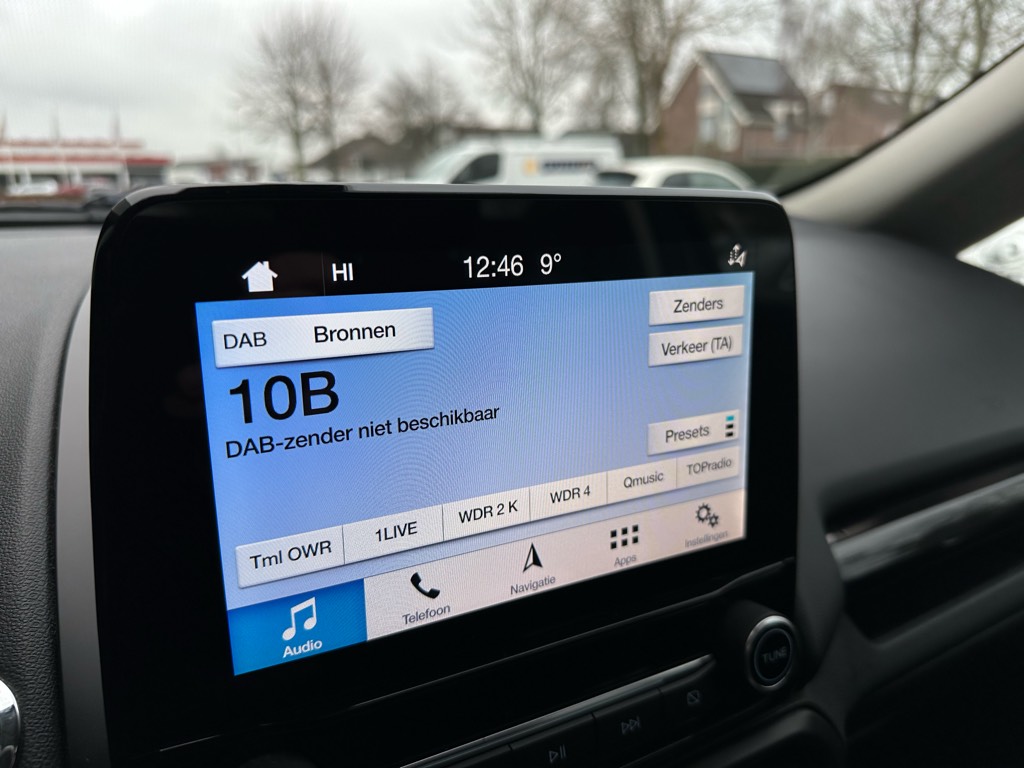 HI 12:46 9°
DAB Bronnen
Zenders
Verkeer (TA)
10B
DAB-zender niet beschikbaar
Presets
Tml OWR 1LIVE WDR 2 K WDR 4 Qmusic TOPradio
Audio Telefoon Navigatie Apps Instellingen
TUNE